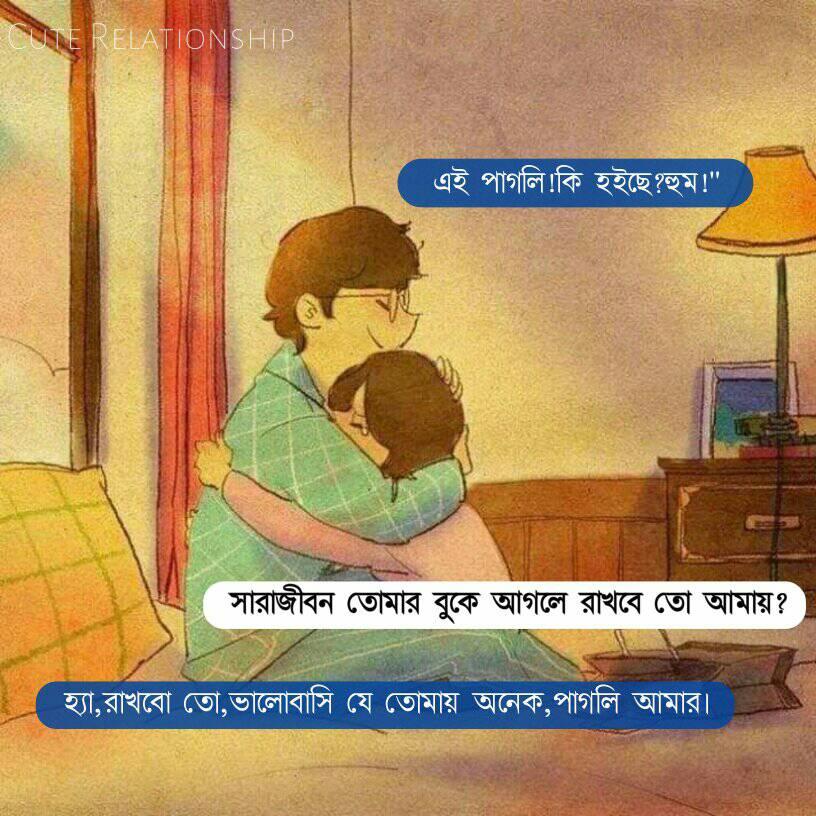 CUTE RELATIONSHIP
এই পাগলি!কি হইছে?হুম!"
সারাজীবন তোমার বুকে আগলে রাখবে তো আমায়?
হ্যা,রাখবো তো,ভালোবাসি যে তোমায় অনেক,পাগলি আমার।